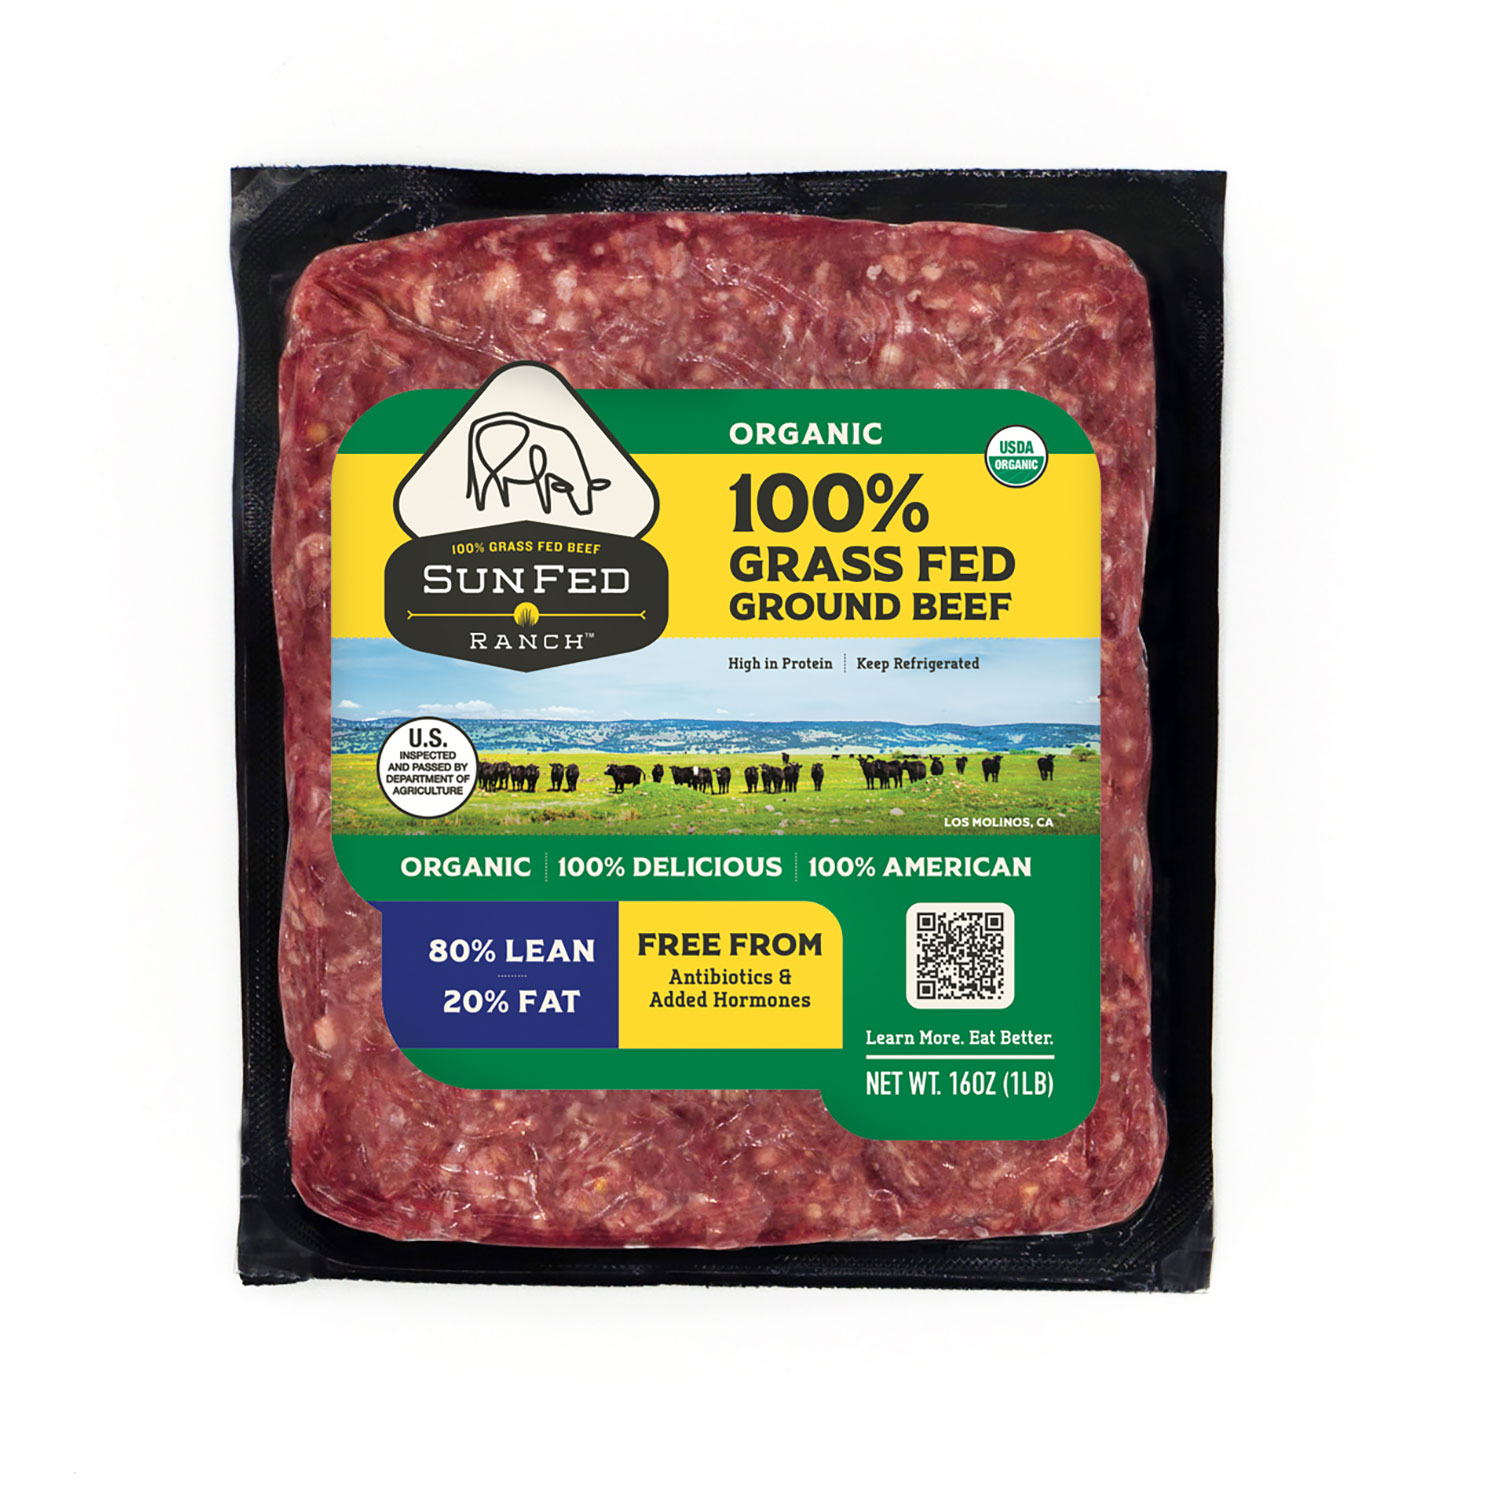 ORGANIC
USDA
ORGANIC
100%
GRASS FED
GROUND BEEF
100% GRASS FED BEEF
SUNFED
RANCH™
High in Protein Keep Refrigerated
U.S.
INSPECTED
AND PASSED BY
DEPARTMENT OF
AGRICULTURE
LOS MOLINOS, CA
ORGANIC 100% DELICIOUS 100% AMERICAN
80% LEAN
20% FAT
FREE FROM
Antibiotics &
Added Hormones
Learn More. Eat Better.
NET WT. 16OZ (1LB)